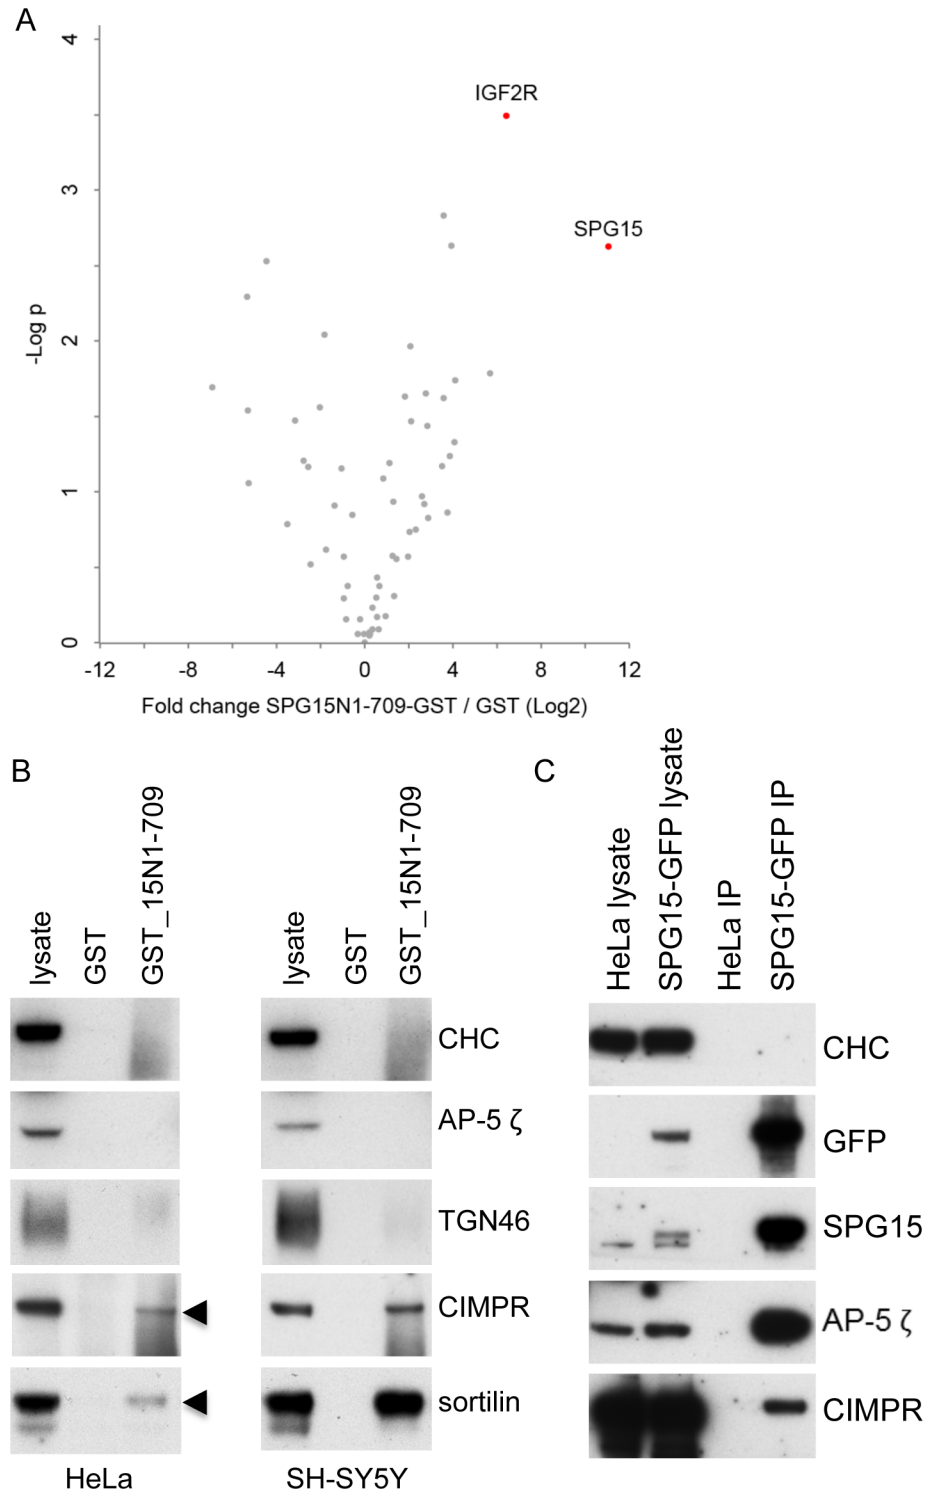 A
4
3
2
1
0
-Log p
IGF2R
SPG15
-12 -8 -4 0 4 8 12
Fold change SPG15N1-709-GST / GST (Log2)
B
lysate
GST
GST_15N1-709
lysate
GST
GST_15N1-709
CHC
AP-5 ζ
TGN46
CIMPR
sortilin
HeLa
SH-SY5Y
C
HeLa lysate
SPG15-GFP lysate
HeLa IP
SPG15-GFP IP
CHC
GFP
SPG15
AP-5 ζ
CIMPR